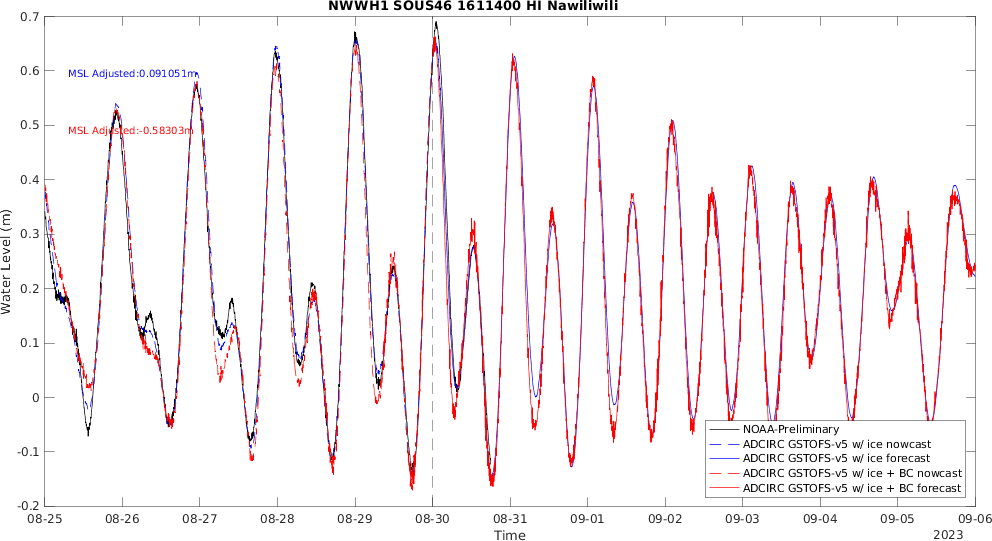 NWWH1 SOUS46 1611400 HI Nawiliwili
0.7
0.6
0.5
0.4
0.3
0.2
0.1
0
-0.1
-0.2
Water Level (m)
MSL Adjusted:0.091051m
MSL Adjusted:-0.58303m
NOAA-Preliminary
ADCIRC GSTOFS-v5 w/ ice nowcast
ADCIRC GSTOFS-v5 w/ ice forecast
ADCIRC GSTOFS-v5 w/ ice + BC nowcast
ADCIRC GSTOFS-v5 w/ ice + BC forecast
08-25 08-26 08-27 08-28 08-29 08-30 08-31 09-01 09-02 09-03 09-04 09-05 09-06
Time
2023